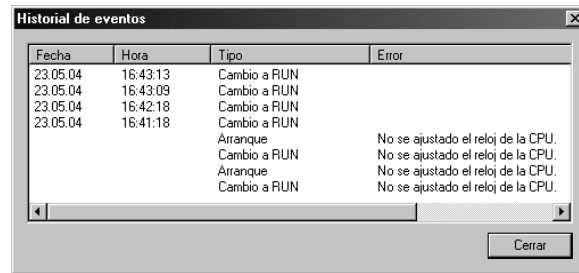 Historial de eventos
Fecha Hora Tipo Error
23.05.04 16:43:13 Cambio a RUN
23.05.04 16:43:09 Cambio a RUN
23.05.04 16:42:18 Cambio a RUN
23.05.04 16:41:18 Cambio a RUN
Arranque No se ajustado el reloj de la CPU.
Cambio a RUN No se ajustado el reloj de la CPU.
Arranque No se ajustado el reloj de la CPU.
Cambio a RUN No se ajustado el reloj de la CPU.
Cerrar